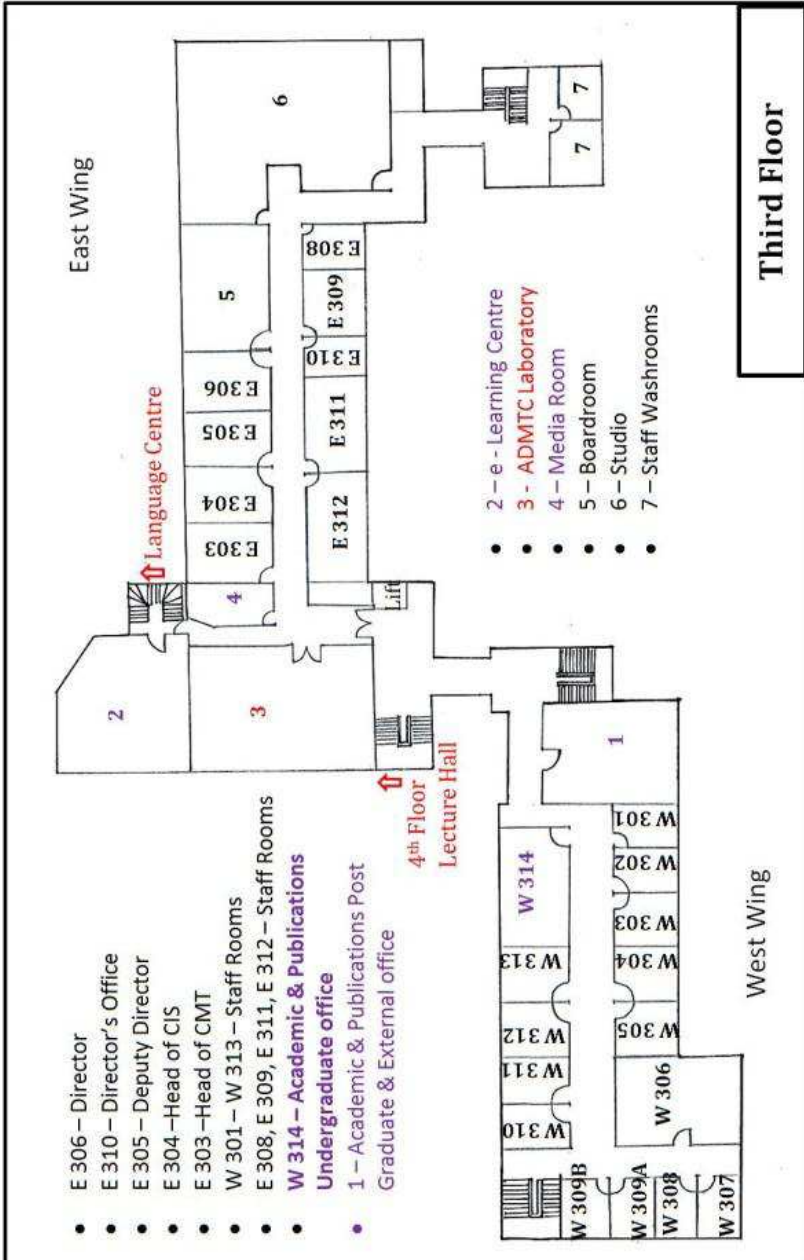 East Wing
6
7
7
5
E 308
E 309
E 310
E 311
E 312
E 306
E 305
E 304
E 303
⇧Language Centre
4
Lift
2
3
1
4th Floor
Lecture Hall
• E 306 – Director
• E 310 – Director's Office
• E 305 – Deputy Director
• E 304 –Head of CIS
• E 303 –Head of CMT
• W 301 – W 313 – Staff Rooms
• E 308, E 309, E 311, E 312 – Staff Rooms
• W 314 – Academic & Publications
Undergraduate office
• 1 – Academic & Publications Post
Graduate & External office
• 2 – e - Learning Centre
• 3 - ADMTC Laboratory
• 4 – Media Room
• 5 – Boardroom
• 6 – Studio
• 7 – Staff Washrooms
W 314
W 313
W 312
W 311
W 310
W 301
W 302
W 303
W 304
W 305
W 306
W 309B
W 309A
W 308
W 307
West Wing
Third Floor